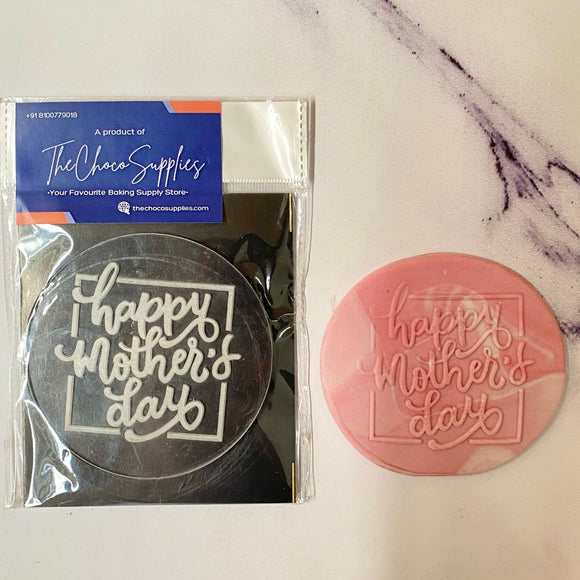 +91 8100779018
A product of
TheChocoSupplies
-Your Favourite Baking Supply Store-
thechocosupplies.com
happy
Mother's
day
happy
Mother's
day